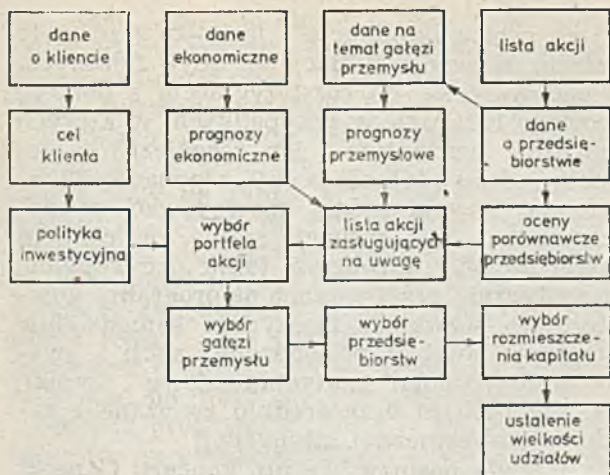 dane
o kliencie
dane
ekonomiczne
dane na
temat gałęzi
przemysłu
lista akcji
cel
klienta
prognozy
ekonomiczne
prognozy
przemysłowe
dane
o przedsię-
biorstwie
polityka
inwestycyjna
wybór
portfela
akcji
lista akcji
zasługujących
na uwagę
oceny
porównawcze
przedsiębiorstw
wybór
gałęzi
przemysłu
wybór
przedsię-
biorstw
wybór
rozmieszcze-
nia kapitału
ustalenie
wielkości
udziałów